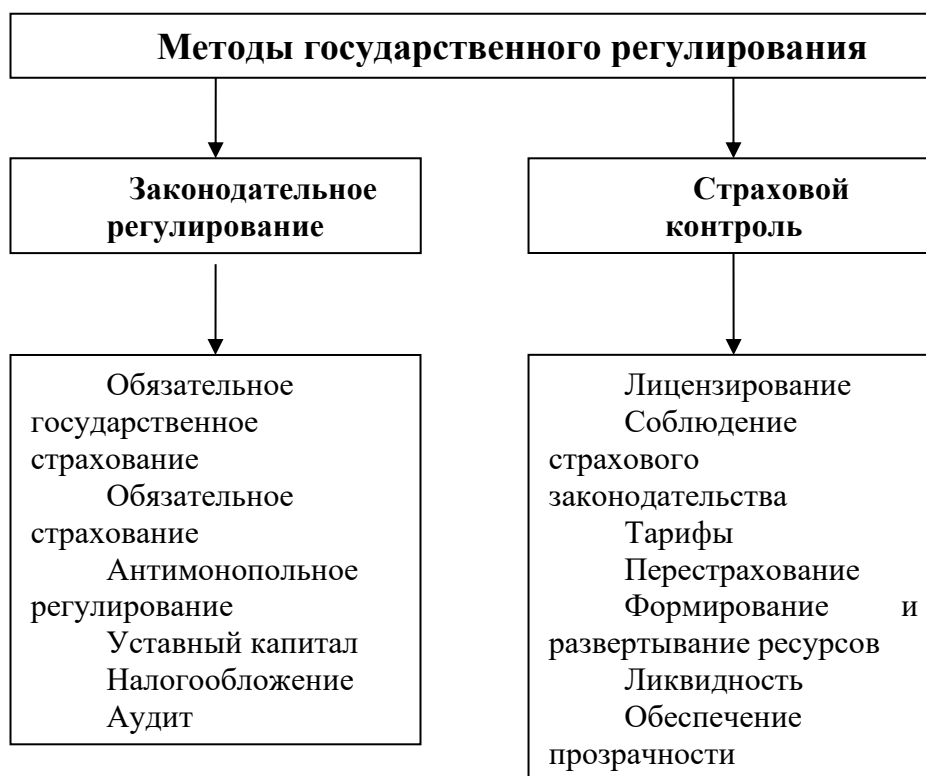 Методы государственного регулирования
Законодательное
регулирование
Страховой
контроль
Обязательное
государственное
страхование
Обязательное
страхование
Антимонопольное
регулирование
Уставный капитал
Налогообложение
Аудит
Лицензирование
Соблюдение
страхового
законодательства
Тарифы
Перестрахование
Формирование и
развертывание ресурсов
Ликвидность
Обеспечение
прозрачности